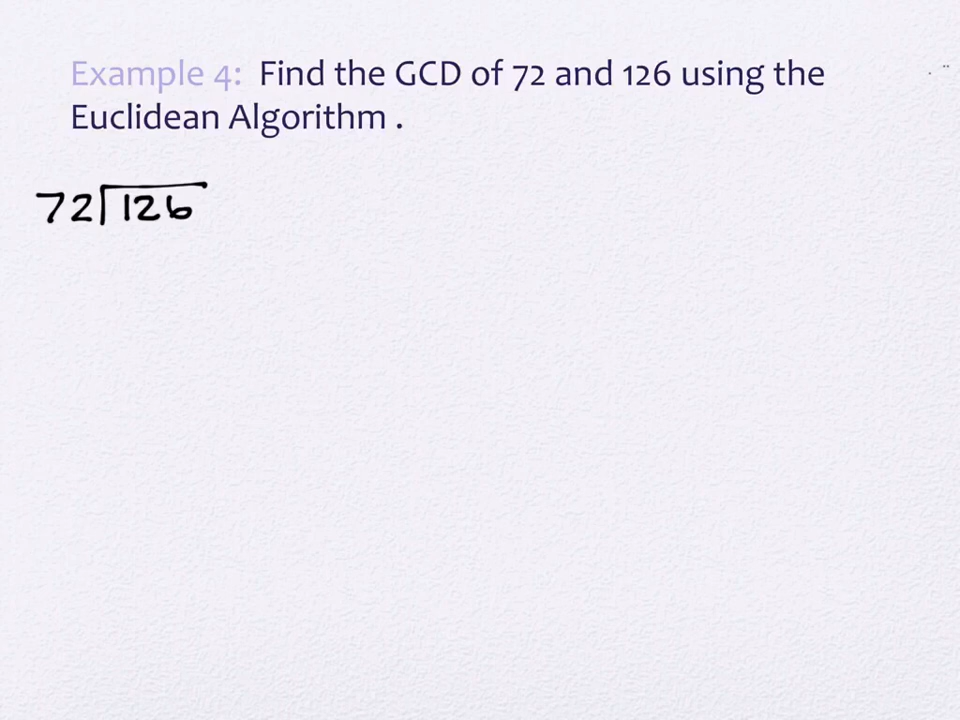 Example 4: Find the GCD of 72 and 126 using the
Euclidean Algorithm .
72 126